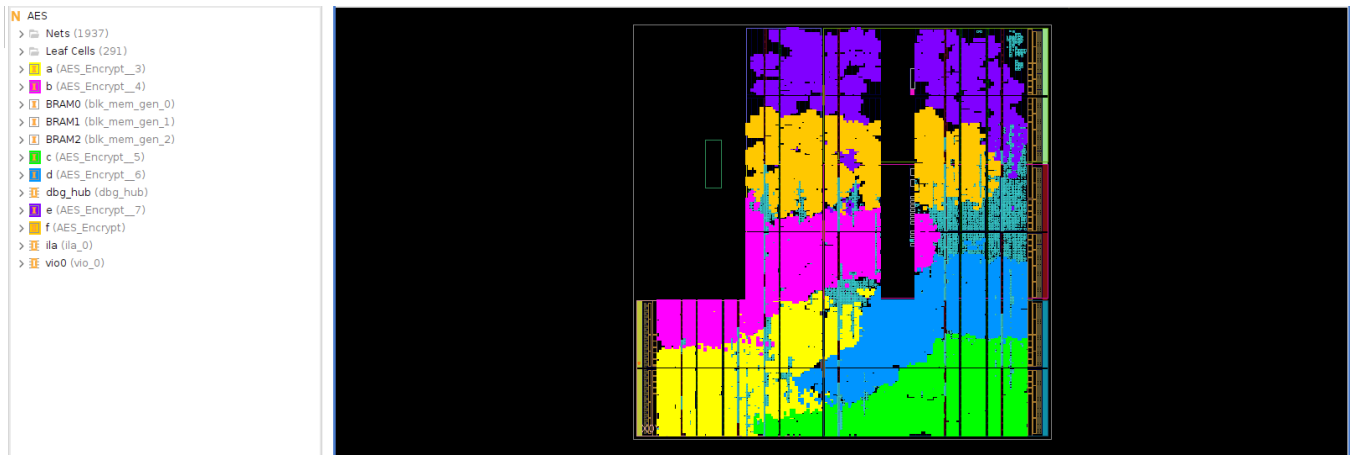 AES
Nets (1937)
Leaf Cells (291)
a (AES_Encrypt__3)
b (AES_Encrypt__4)
BRAM0 (blk_mem_gen_0)
BRAM1 (blk_mem_gen_1)
BRAM2 (blk_mem_gen_2)
c (AES_Encrypt__5)
d (AES_Encrypt__6)
dbg_hub (dbg_hub)
e (AES_Encrypt__7)
f (AES_Encrypt)
ila (ila_0)
vio0 (vio_0)